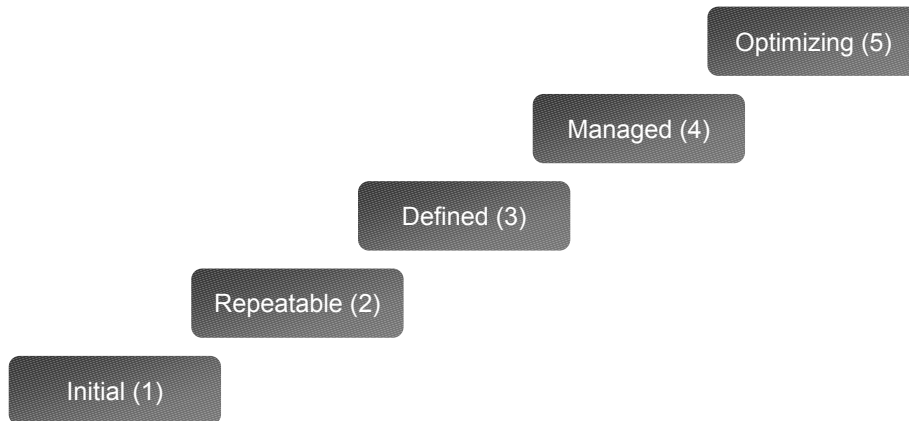 Optimizing (5)
Managed (4)
Defined (3)
Repeatable (2)
Initial (1)